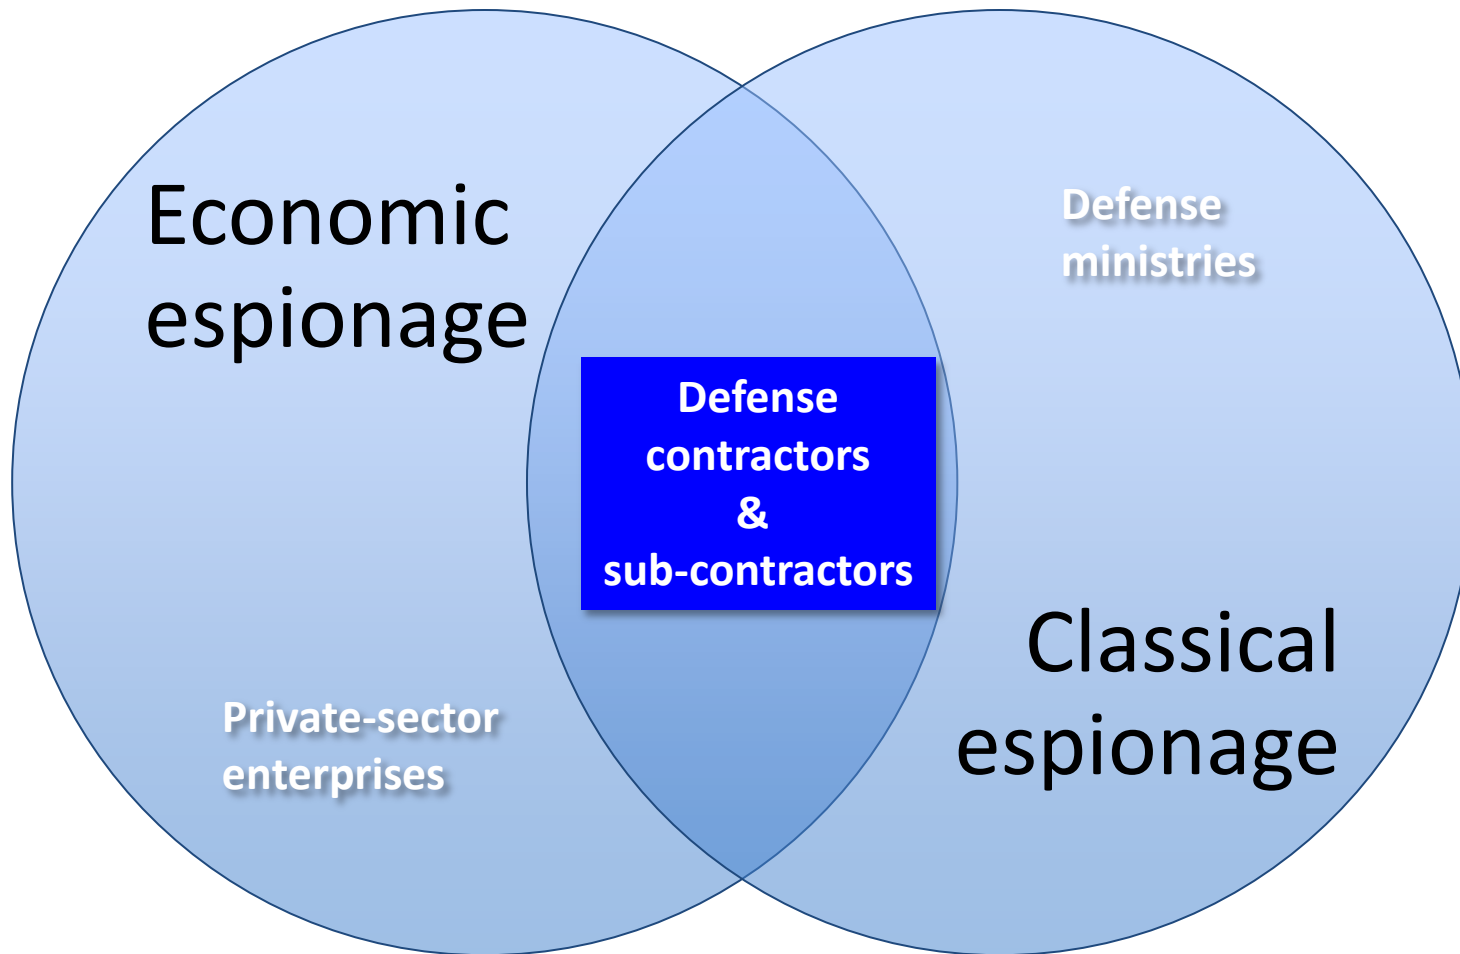 Economic
espionage
Defense
ministries
Defense
contractors
&
sub-contractors
Classical
espionage
Private-sector
enterprises